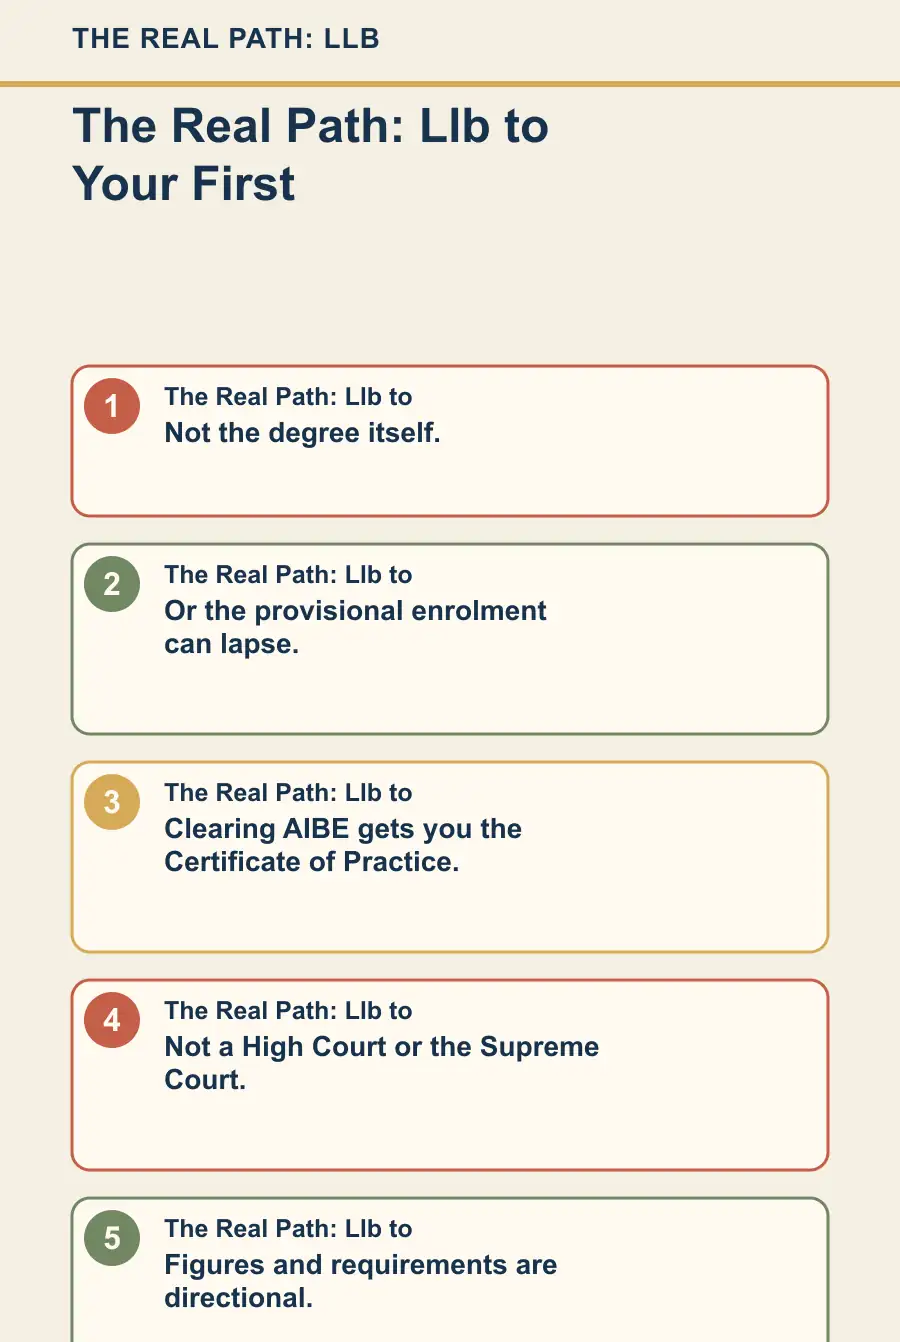 THE REAL PATH: LLB
The Real Path: Llb to
Your First
1
The Real Path: Llb to
Not the degree itself.
2
The Real Path: Llb to
Or the provisional enrolment
can lapse.
3
The Real Path: Llb to
Clearing AIBE gets you the
Certificate of Practice.
4
The Real Path: Llb to
Not a High Court or the Supreme
Court.
5
The Real Path: Llb to
Figures and requirements are
directional.